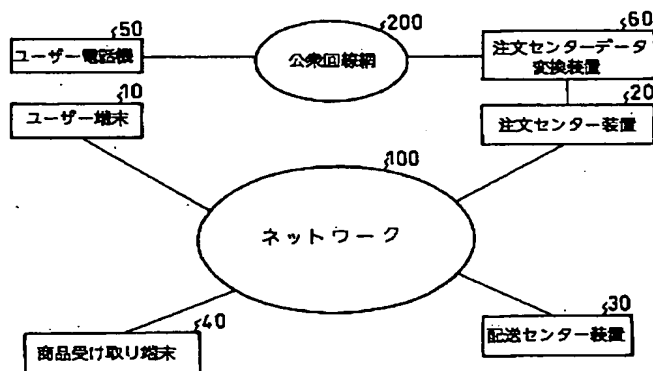 50
200
60
ユーザー電話機
公衆回線網
注文センターデータ
変換装置
10
20
ユーザー端末
注文センター装置
100
ネットワーク
30
配送センター装置
40
商品受け取り端末